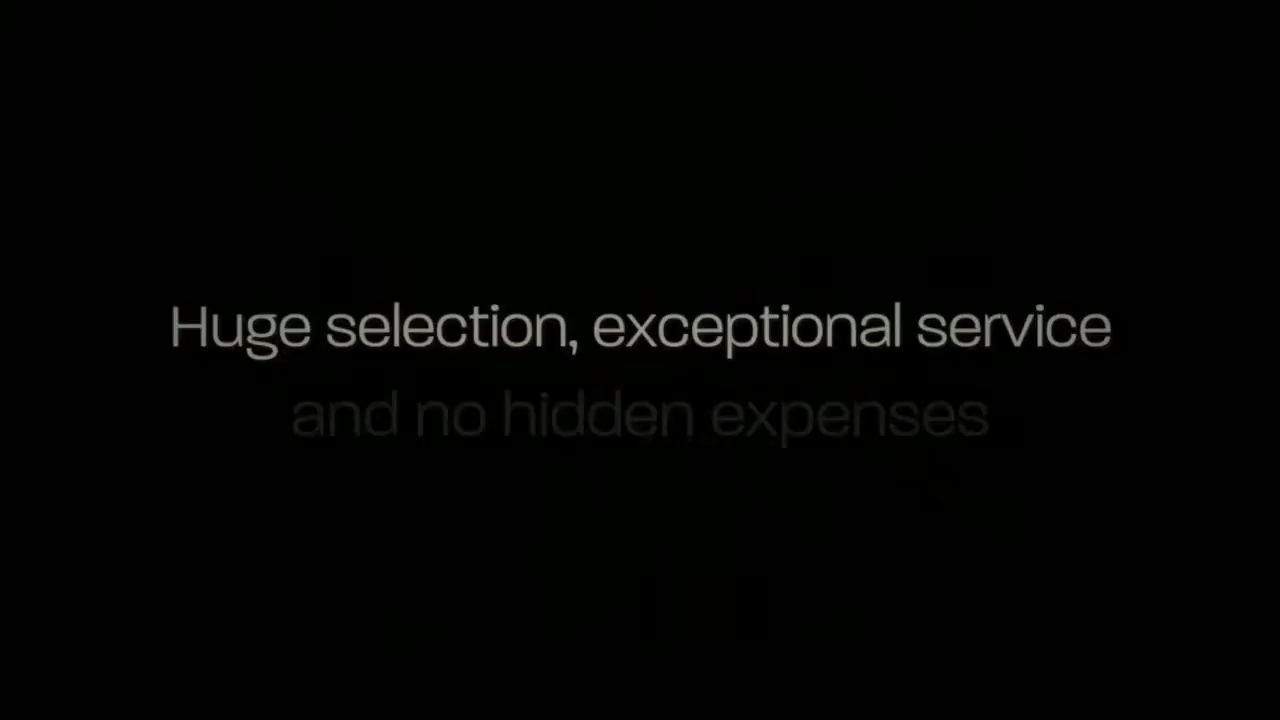 Huge selection, exceptional service
and no hidden expenses